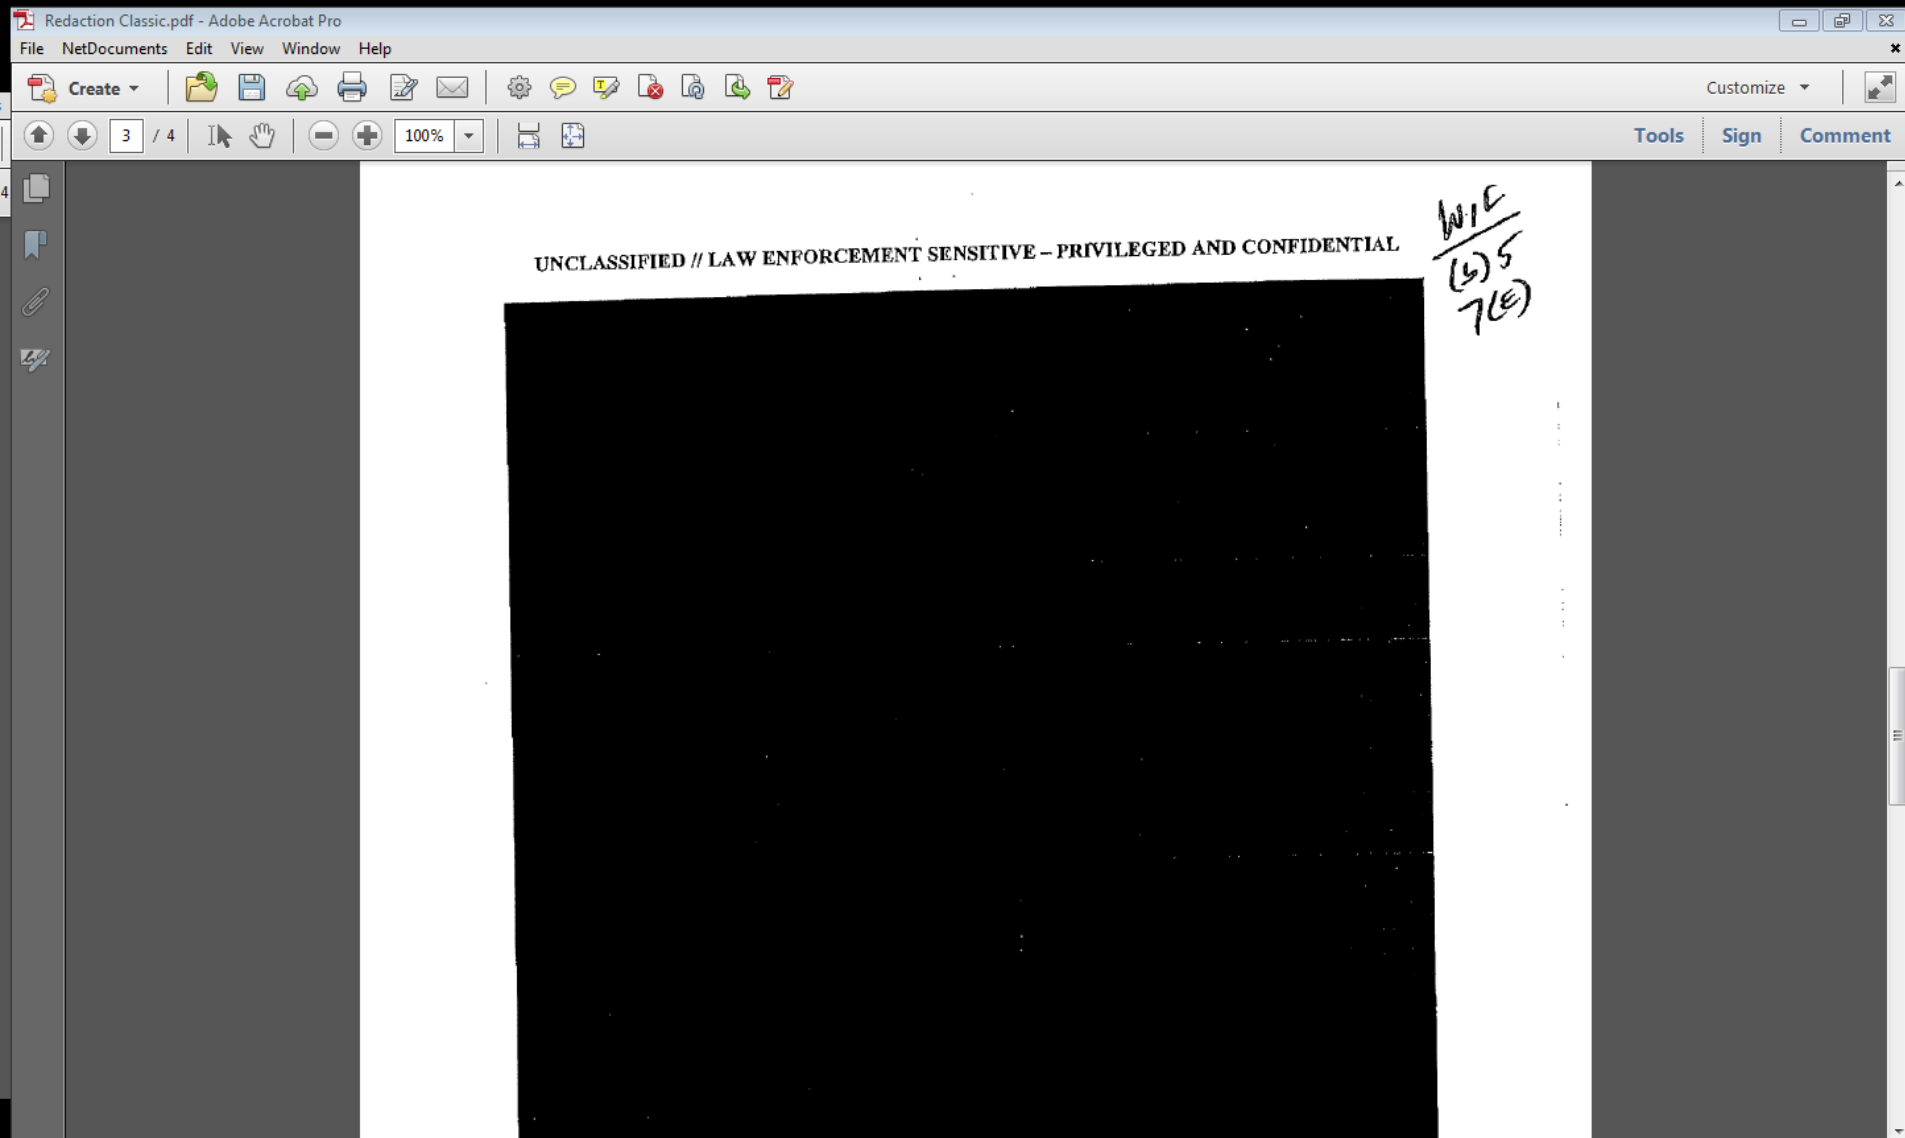 Redaction Classic.pdf - Adobe Acrobat Pro
File NetDocuments Edit View Window Help
Create Customize
3 / 4 100% Tools Sign Comment
4
W.I.F
UNCLASSIFIED // LAW ENFORCEMENT SENSITIVE – PRIVILEGED AND CONFIDENTIAL
(b) 5
7(E)